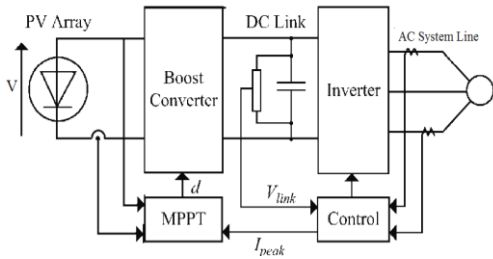 PV Array
DC Link
AC System Line
V
Boost
Converter
Inverter
d
V_link
MPPT
Control
I_peak